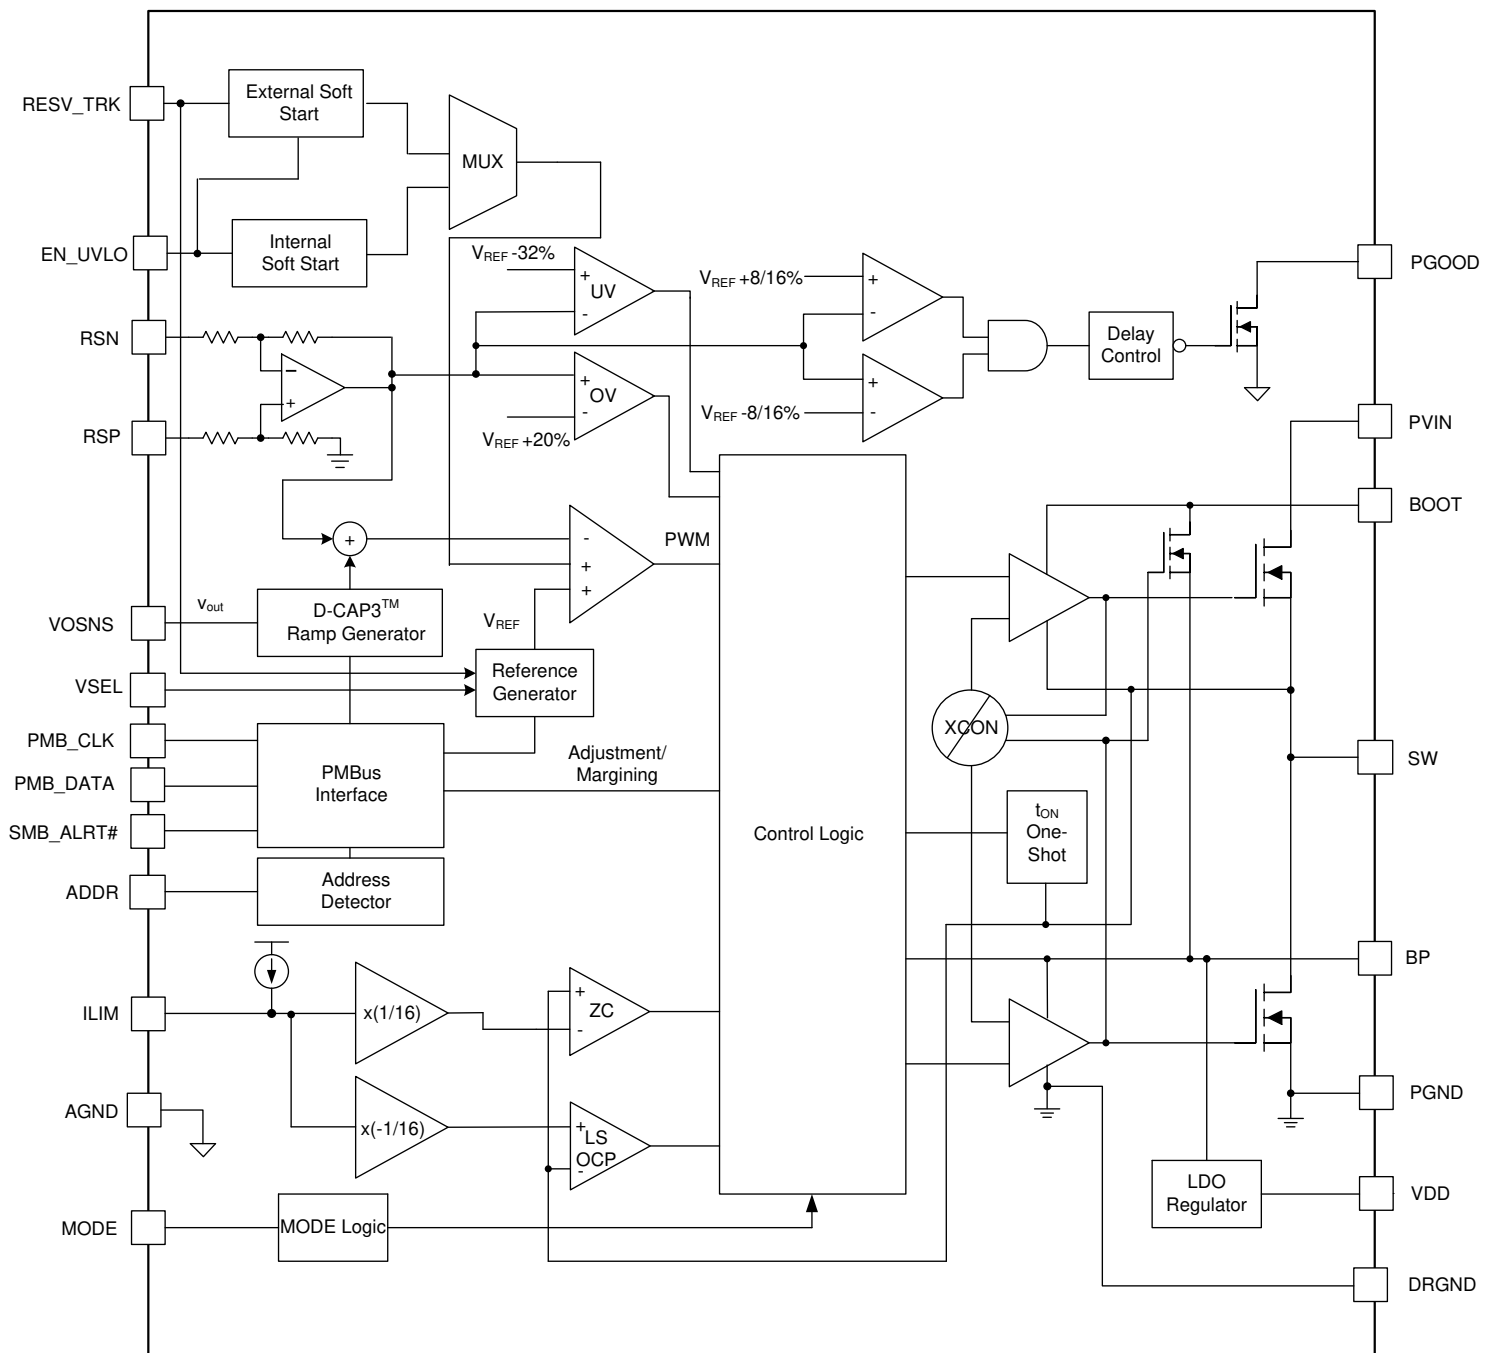 RESV_TRK
External Soft
Start
MUX
EN_UVLO
Internal
Soft Start
VREF -32%
+
UV
-
VREF +8/16%
+
-
PGOOD
RSN
Delay
Control
RSP
+
OV
-
VREF +20%
+
VREF -8/16%
-
PVIN
BOOT
+
-
+
+
PWM
VOSNS
vout
D-CAP3TM
Ramp Generator
VREF
VSEL
Reference
Generator
XCON
PMB_CLK
PMB_DATA
SMB_ALRT#
PMBus
Interface
Adjustment/
Margining
SW
Control Logic
tON
One-
Shot
ADDR
Address
Detector
BP
ILIM
x(1/16)
+
ZC
-
AGND
x(-1/16)
+
LS
OCP
-
PGND
LDO
Regulator
VDD
MODE
MODE Logic
DRGND